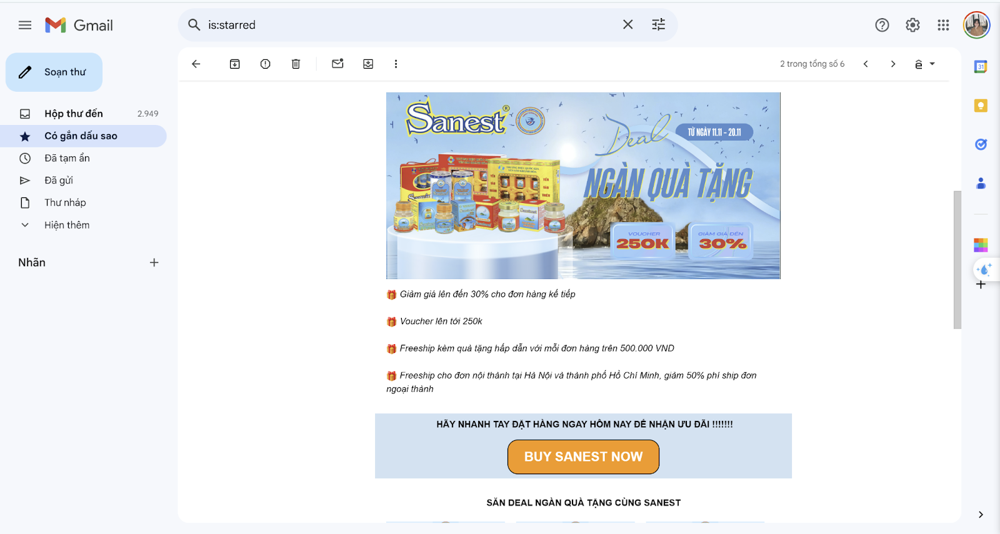 Gmail
is:starred
Soạn thư
2 trong tổng số 6
Hộp thư đến 2.949
Có gắn dấu sao
Đã tạm ẩn
Đã gửi
Thư nháp
Hiện thêm
Nhãn
31
Sanest®
Deal
TỪ NGÀY 11.11 - 20.11
NGÀN QUÀ TẶNG
VOUCHER
250K
GIẢM GIÁ ĐẾN
30%
Giảm giá lên đến 30% cho đơn hàng kế tiếp
Voucher lên tới 250k
Freeship kèm quà tặng hấp dẫn với mỗi đơn hàng trên 500.000 VND
Freeship cho đơn nội thành tại Hà Nội và thành phố Hồ Chí Minh, giảm 50% phí ship đơn
ngoại thành
HÃY NHANH TAY ĐẶT HÀNG NGAY HÔM NAY ĐỂ NHẬN ƯU ĐÃI !!!!!!!
BUY SANEST NOW
SĂN DEAL NGÀN QUÀ TẶNG CÙNG SANEST